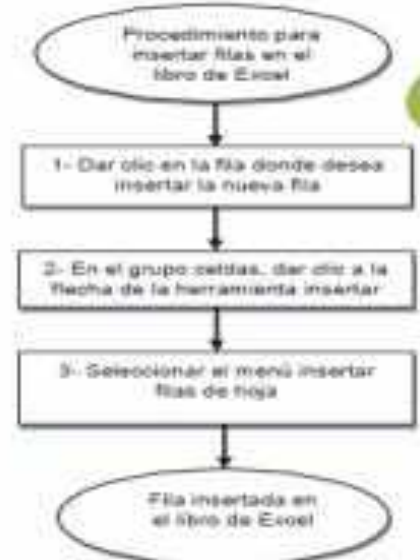 Procedimiento para
insertar filas en el
libro de Excel
1- Dar clic en la fila donde desea
insertar la nueva fila
2- En el grupo celdas, dar clic a la
flecha de la herramienta insertar
3- Seleccionar el menú insertar
filas de hoja
Fila insertada en
el libro de Excel